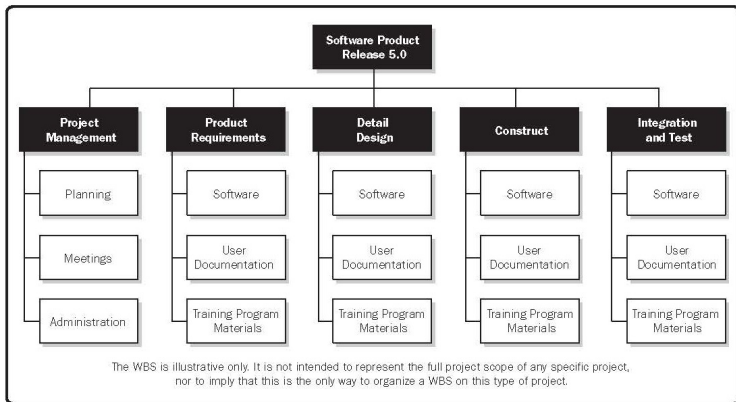 Software Product
Release 5.0
Project
Management
Product
Requirements
Detail
Design
Construct
Integration
and Test
Planning
Software
Software
Software
Software
Meetings
User
Documentation
User
Documentation
User
Documentation
User
Documentation
Administration
Training Program
Materials
Training Program
Materials
Training Program
Materials
Training Program
Materials
The WBS is illustrative only. It is not intended to represent the full project scope of any specific project,
nor to imply that this is the only way to organize a WBS on this type of project.